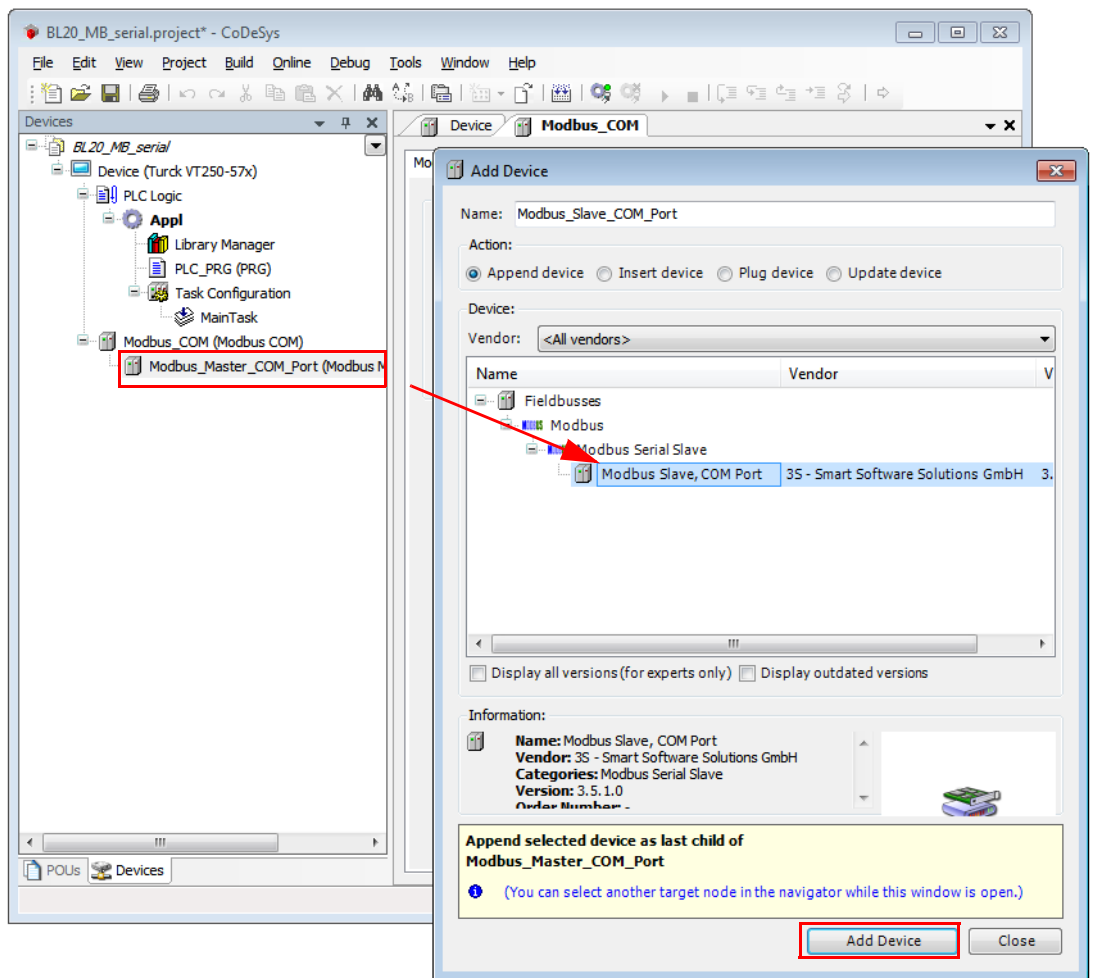 BL20_MB_serial.project* - CoDeSys
File Edit View Project Build Online Debug Tools Window Help
Devices
BL20_MB_serial
Device (Turck VT250-57x)
PLC Logic
Appl
Library Manager
PLC_PRG (PRG)
Task Configuration
MainTask
Modbus_COM (Modbus COM)
Modbus_Master_COM_Port (Modbus M
POUs Devices
Device Modbus_COM
Mo
Add Device
Name: Modbus_Slave_COM_Port
Action:
Append device Insert device Plug device Update device
Device:
Vendor: <All vendors>
Name Vendor V
Fieldbusses
Modbus
Modbus Serial Slave
Modbus Slave, COM Port 3S - Smart Software Solutions GmbH 3.
Display all versions (for experts only) Display outdated versions
Information:
Name: Modbus Slave, COM Port
Vendor: 3S - Smart Software Solutions GmbH
Categories: Modbus Serial Slave
Version: 3.5.1.0
Order Number: -
Append selected device as last child of
Modbus_Master_COM_Port
(You can select another target node in the navigator while this window is open.)
Add Device Close